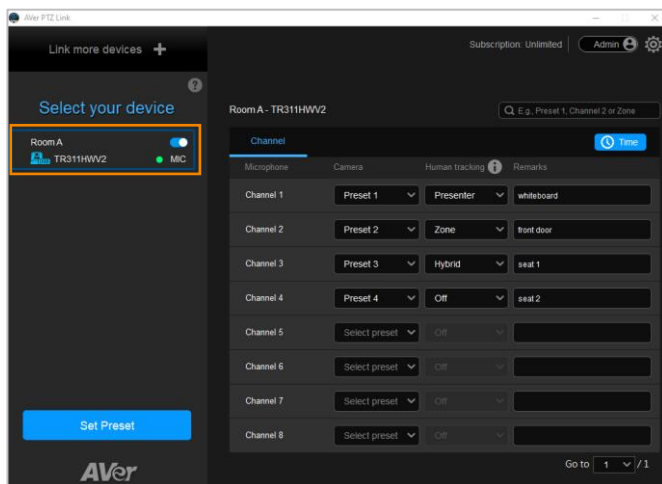 AVer PTZ Link
Link more devices +
Subscription: Unlimited
Admin
?
Select your device
Room A
TR311HWV2
MIC
Room A - TR311HWV2
E.g., Preset 1, Channel 2 or Zone
Channel
Time
Microphone Camera Human tracking i Remarks
Channel 1 Preset 1 Presenter whiteboard
Channel 2 Preset 2 Zone front door
Channel 3 Preset 3 Hybrid seat 1
Channel 4 Preset 4 Off seat 2
Channel 5 Select preset Off
Channel 6 Select preset Off
Channel 7 Select preset Off
Channel 8 Select preset Off
Set Preset
Go to 1 / 1
AVer